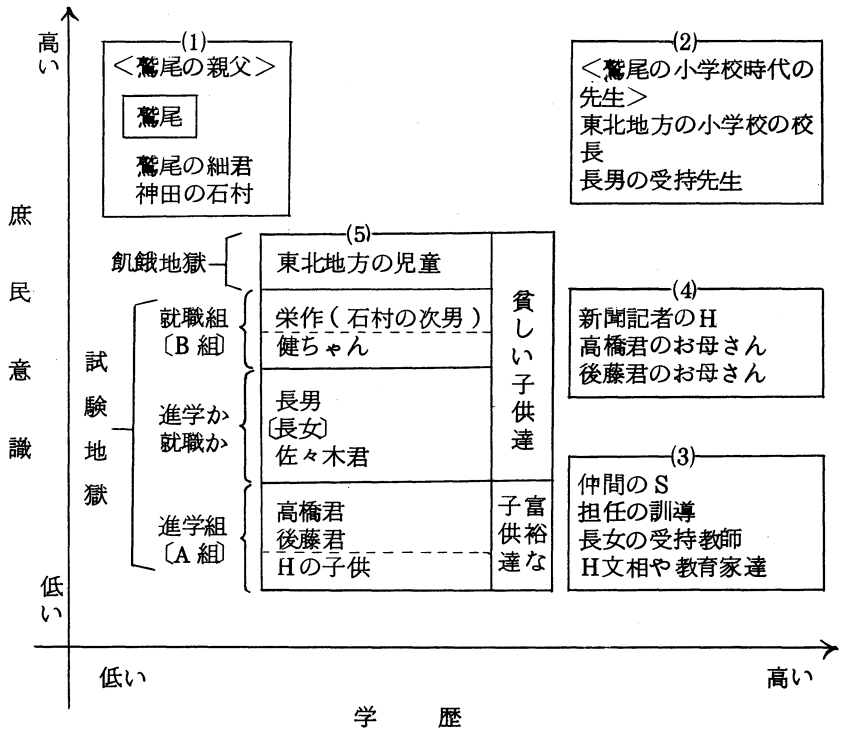 高い
庶民意識
低い
(1)
＜鷲尾の親父＞
鷲尾
鷲尾の細君
神田の石村
(2)
＜鷲尾の小学校時代の
先生＞
東北地方の小学校の校
長
長男の受持先生
(5)
飢餓地獄
東北地方の児童
試験地獄
就職組
〔B組〕
栄作（石村の次男）
健ちゃん
進学か
就職か
長男
〔長女〕
佐々木君
貧しい子供達
進学組
〔A組〕
高橋君
後藤君
Hの子供
富裕な
子供達
(4)
新聞記者のH
高橋君のお母さん
後藤君のお母さん
(3)
仲間のS
担任の訓導
長女の受持教師
H文相や教育家達
低い
高い
学歴